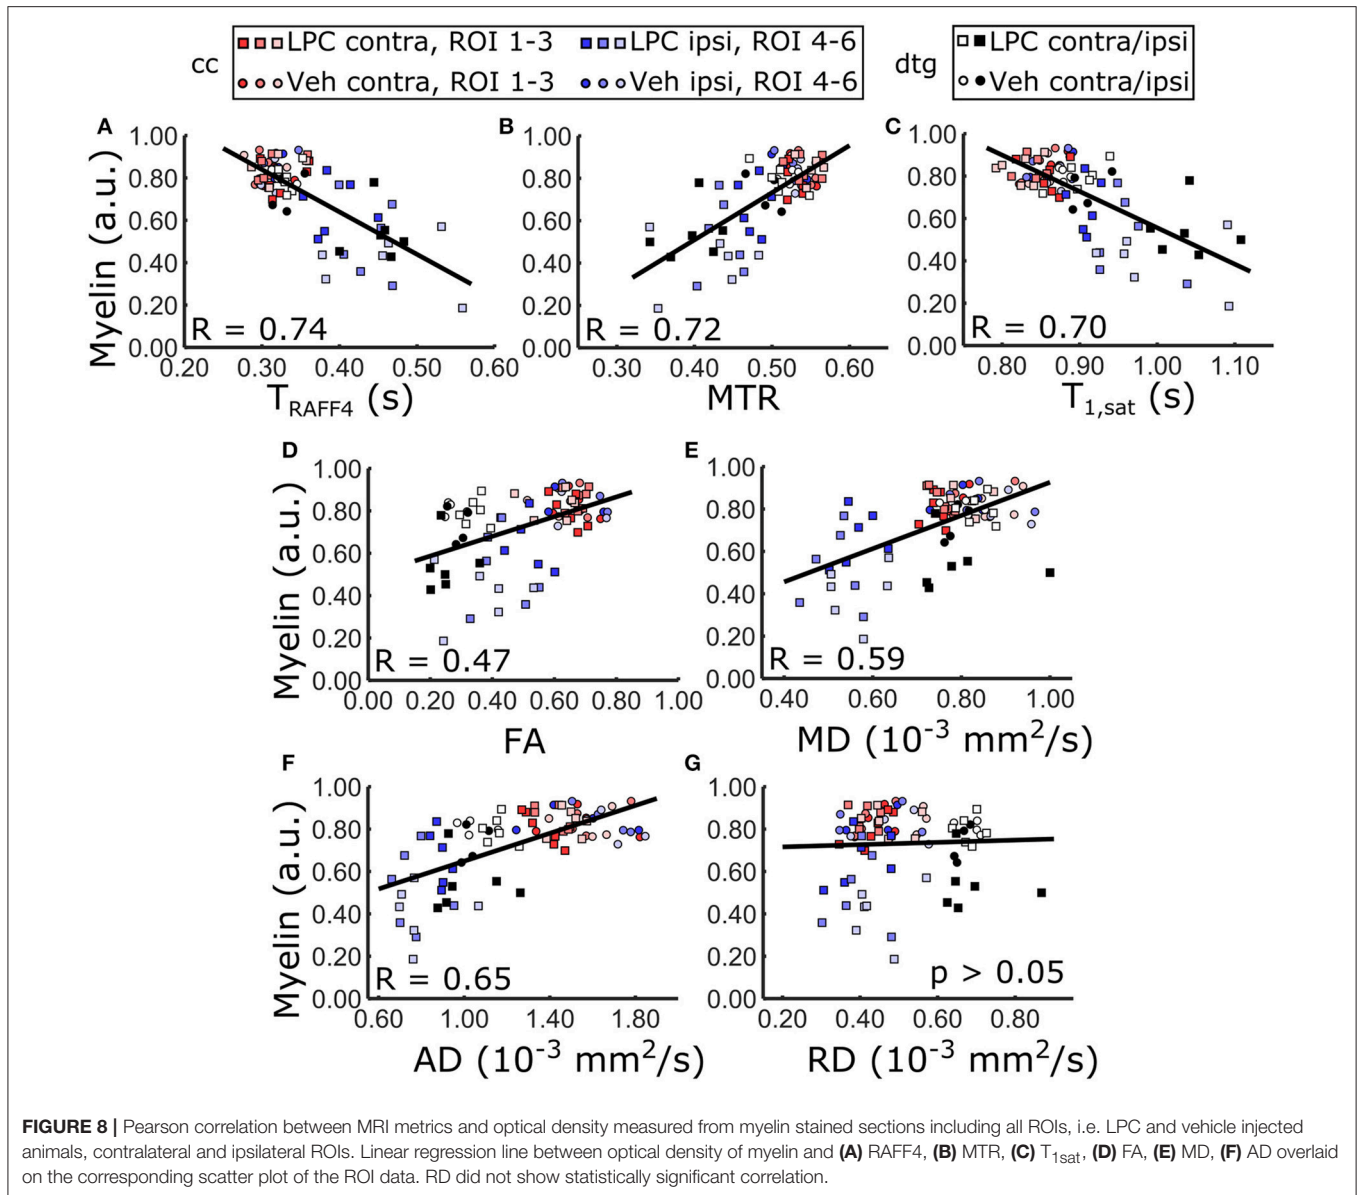 cc
LPC contra, ROI 1-3 LPC ipsi, ROI 4-6
Veh contra, ROI 1-3 Veh ipsi, ROI 4-6
dtg
LPC contra/ipsi
Veh contra/ipsi
A
Myelin (a.u.)
1.00
0.80
0.60
0.40
0.20
0.00
R = 0.74
0.20 0.30 0.40 0.50 0.60
T_RAFF4 (s)
B
1.00
0.80
0.60
0.40
0.20
0.00
R = 0.72
0.30 0.40 0.50 0.60
MTR
C
1.00
0.80
0.60
0.40
0.20
0.00
R = 0.70
0.80 0.90 1.00 1.10
T_1,sat (s)
D
Myelin (a.u.)
1.00
0.80
0.60
0.40
0.20
0.00
R = 0.47
0.00 0.20 0.40 0.60 0.80 1.00
FA
E
1.00
0.80
0.60
0.40
0.20
0.00
R = 0.59
0.40 0.60 0.80 1.00
MD (10⁻³ mm²/s)
F
Myelin (a.u.)
1.00
0.80
0.60
0.40
0.20
0.00
R = 0.65
0.60 1.00 1.40 1.80
AD (10⁻³ mm²/s)
G
1.00
0.80
0.60
0.40
0.20
0.00
p > 0.05
0.20 0.40 0.60 0.80
RD (10⁻³ mm²/s)
FIGURE 8 | Pearson correlation between MRI metrics and optical density measured from myelin stained sections including all ROIs, i.e. LPC and vehicle injected
animals, contralateral and ipsilateral ROIs. Linear regression line between optical density of myelin and (A) RAFF4, (B) MTR, (C) T_1sat, (D) FA, (E) MD, (F) AD overlaid
on the corresponding scatter plot of the ROI data. RD did not show statistically significant correlation.